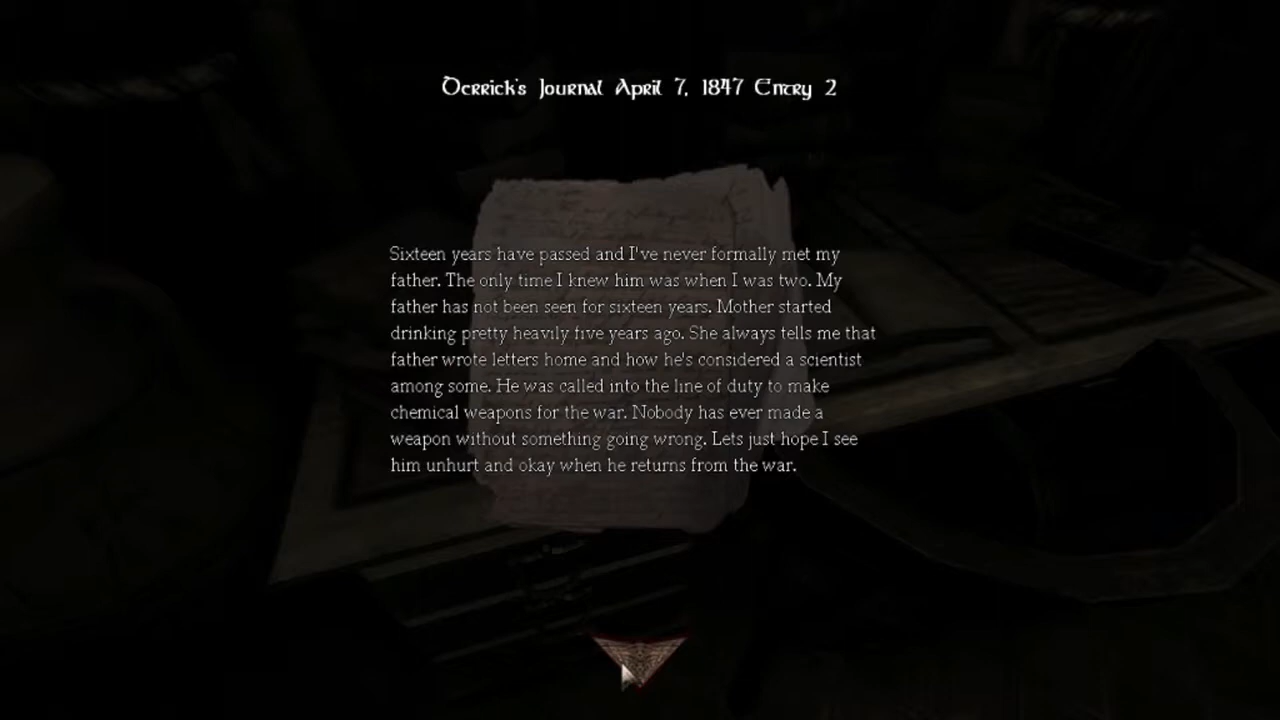 Derrick's Journal April 7, 1847 Entry 2
Sixteen years have passed and I've never formally met my
father. The only time I knew him was when I was two. My
father has not been seen for sixteen years. Mother started
drinking pretty heavily five years ago. She always tells me that
father wrote letters home and how he's considered a scientist
among some. He was called into the line of duty to make
chemical weapons for the war. Nobody has ever made a
weapon without something going wrong. Lets just hope I see
him unhurt and okay when he returns from the war.